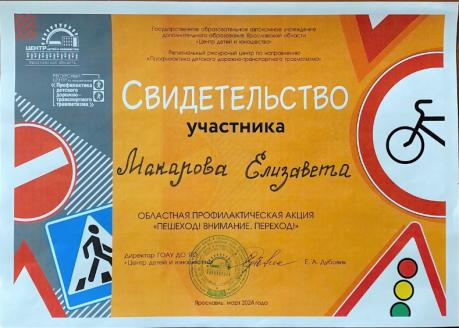 Государственное образовательное автономное учреждение
дополнительного образования Ярославской области
«Центр детей и юношества»
Региональный ресурсный центр по направлению
«Профилактика детского дорожно-транспортного травматизма»
ЦЕНТР
РЕСУРСНЫЙ
ЦЕНТР
Профилактика
детского
дорожно-
транспортного
травматизма
СВИДЕТЕЛЬСТВО
участника
Макарова Елизавета
ОБЛАСТНАЯ ПРОФИЛАКТИЧЕСКАЯ АКЦИЯ
«ПЕШЕХОД! ВНИМАНИЕ. ПЕРЕХОД!»
Директор ГОАУ ДО ЯО
«Центр детей и юношества»
Е. А. Дубовик
Ярославль, март 2024 года